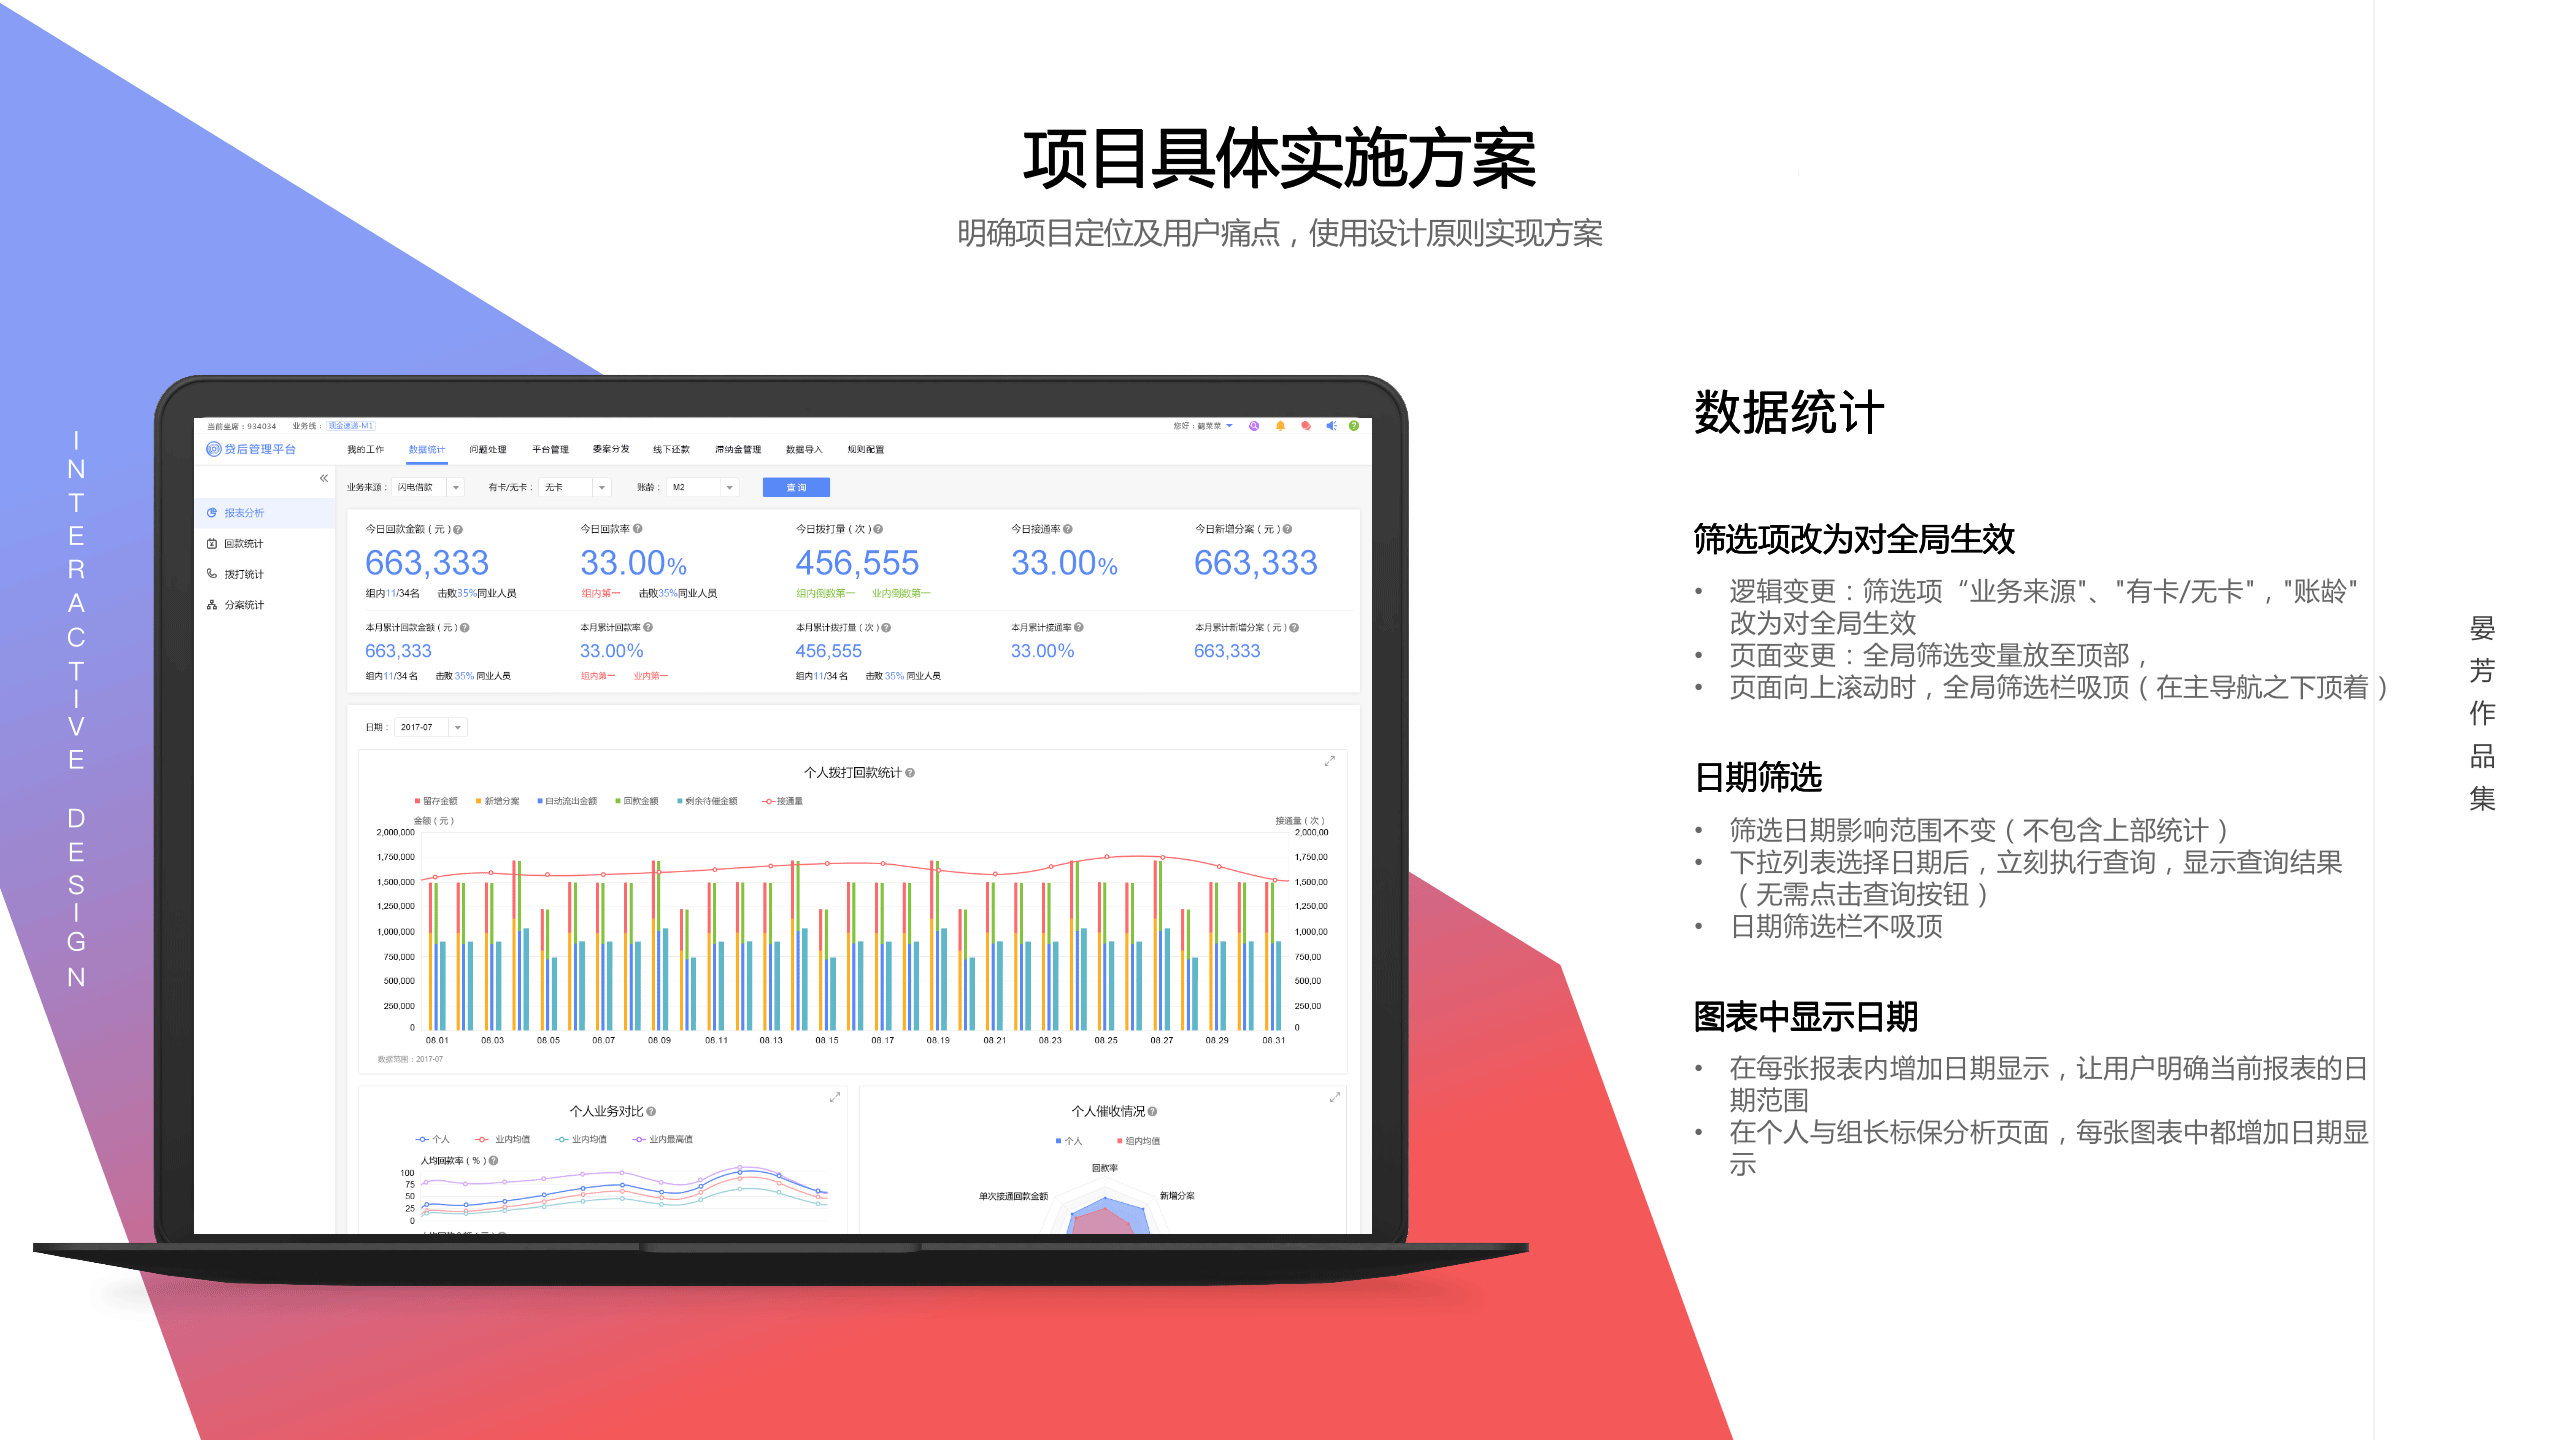 项目具体实施方案
明确项目定位及用户痛点，使用设计原则实现方案
INTERACTIVE DESIGN
当前坐席：934034 业务线：现金速递-M1
贷后管理平台 我的工作 数据统计 问题处理 平台管理 委案分发 线下还款 滞纳金管理 数据导入 规则配置
业务来源： 闪电借款 有卡/无卡： 无卡 账龄： M2 查 询
报表分析
回款统计
拨打统计
分案统计
今日回款金额（元） 今日回款率 今日拨打量（次） 今日接通率 今日新增分案（元）
663,333 33.00% 456,555 33.00% 663,333
组内11/34名 击败35%同业人员 组内第一 击败35%同业人员 组内倒数第一 业内倒数第一
本月累计回款金额（元） 本月累计回款率 本月累计拨打量（次） 本月累计接通率 本月累计新增分案（元）
663,333 33.00% 456,555 33.00% 663,333
组内11/34 名 击败 35% 同业人员 组内第一 业内第一 组内11/34 名 击败 35% 同业人员
日期： 2017-07
个人拨打回款统计
留存金额 新增分案 自动流出金额 回款金额 剩余待催金额 接通量
金额（元） 接通量（次）
2,000,000 2,000,00
1,750,000 1,750,00
1,500,000 1,500,00
1,250,000 1,250,00
1,000,000 1,000,00
750,000 750,00
500,000 500,00
250,000 250,00
0 0
08.01 08.03 08.05 08.07 08.09 08.11 08.13 08.15 08.17 08.19 08.21 08.23 08.25 08.27 08.29 08.31
数据范围：2017-07
个人业务对比
个人 业内均值 业内均值 业内最高值
人均回款率（%）
100
75
50
25
0
个人催收情况
个人 组内均值
回款率
单次接通回款金额 新增分案
数据统计
筛选项改为对全局生效
• 逻辑变更：筛选项“业务来源"、"有卡/无卡"，"账龄"
改为对全局生效
• 页面变更：全局筛选变量放至顶部，
• 页面向上滚动时，全局筛选栏吸顶（在主导航之下顶着）
日期筛选
• 筛选日期影响范围不变（不包含上部统计）
• 下拉列表选择日期后，立刻执行查询，显示查询结果
（无需点击查询按钮）
• 日期筛选栏不吸顶
图表中显示日期
• 在每张报表内增加日期显示，让用户明确当前报表的日
期范围
• 在个人与组长标保分析页面，每张图表中都增加日期显
示
晏芳作品集